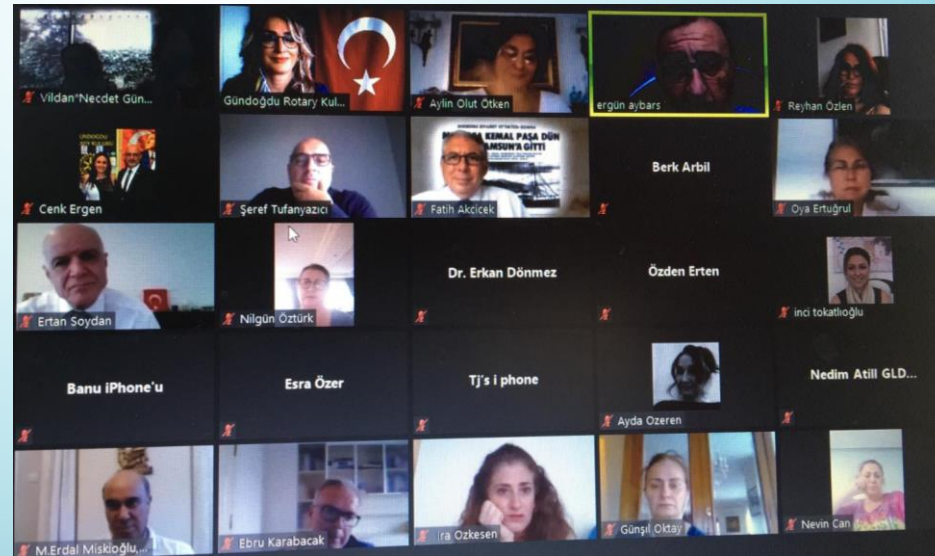 Vildan*Necdet Gün...
Gündoğdu Rotary Kul...
Aylin Olut Ötken
ergün aybars
Reyhan Özlen
Cenk Ergen
Şeref Tufanyazıcı
KEMAL PAŞA DÜN
AMSUN'A GİTTİ
Fatih Akcicek
Berk Arbil
Oya Ertuğrul
Ertan Soydan
Nilgün Öztürk
Dr. Erkan Dönmez
Özden Erten
inci tokatlıoğlu
Banu iPhone'u
Esra Özer
Tj's i phone
Ayda Ozeren
Nedim Atill GLD...
M.Erdal Miskioğlu,...
Ebru Karabacak
Ira Ozkesen
Günşıl Oktay
Nevin Can